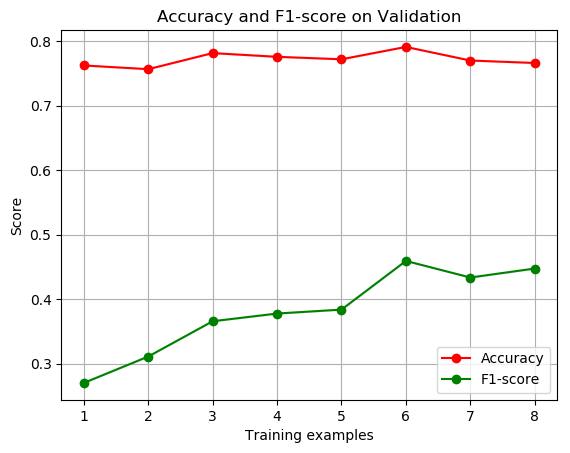 Accuracy and F1-score on Validation
0.8
0.7
0.6
0.5
0.4
0.3
Score
1 2 3 4 5 6 7 8
Training examples
Accuracy
F1-score